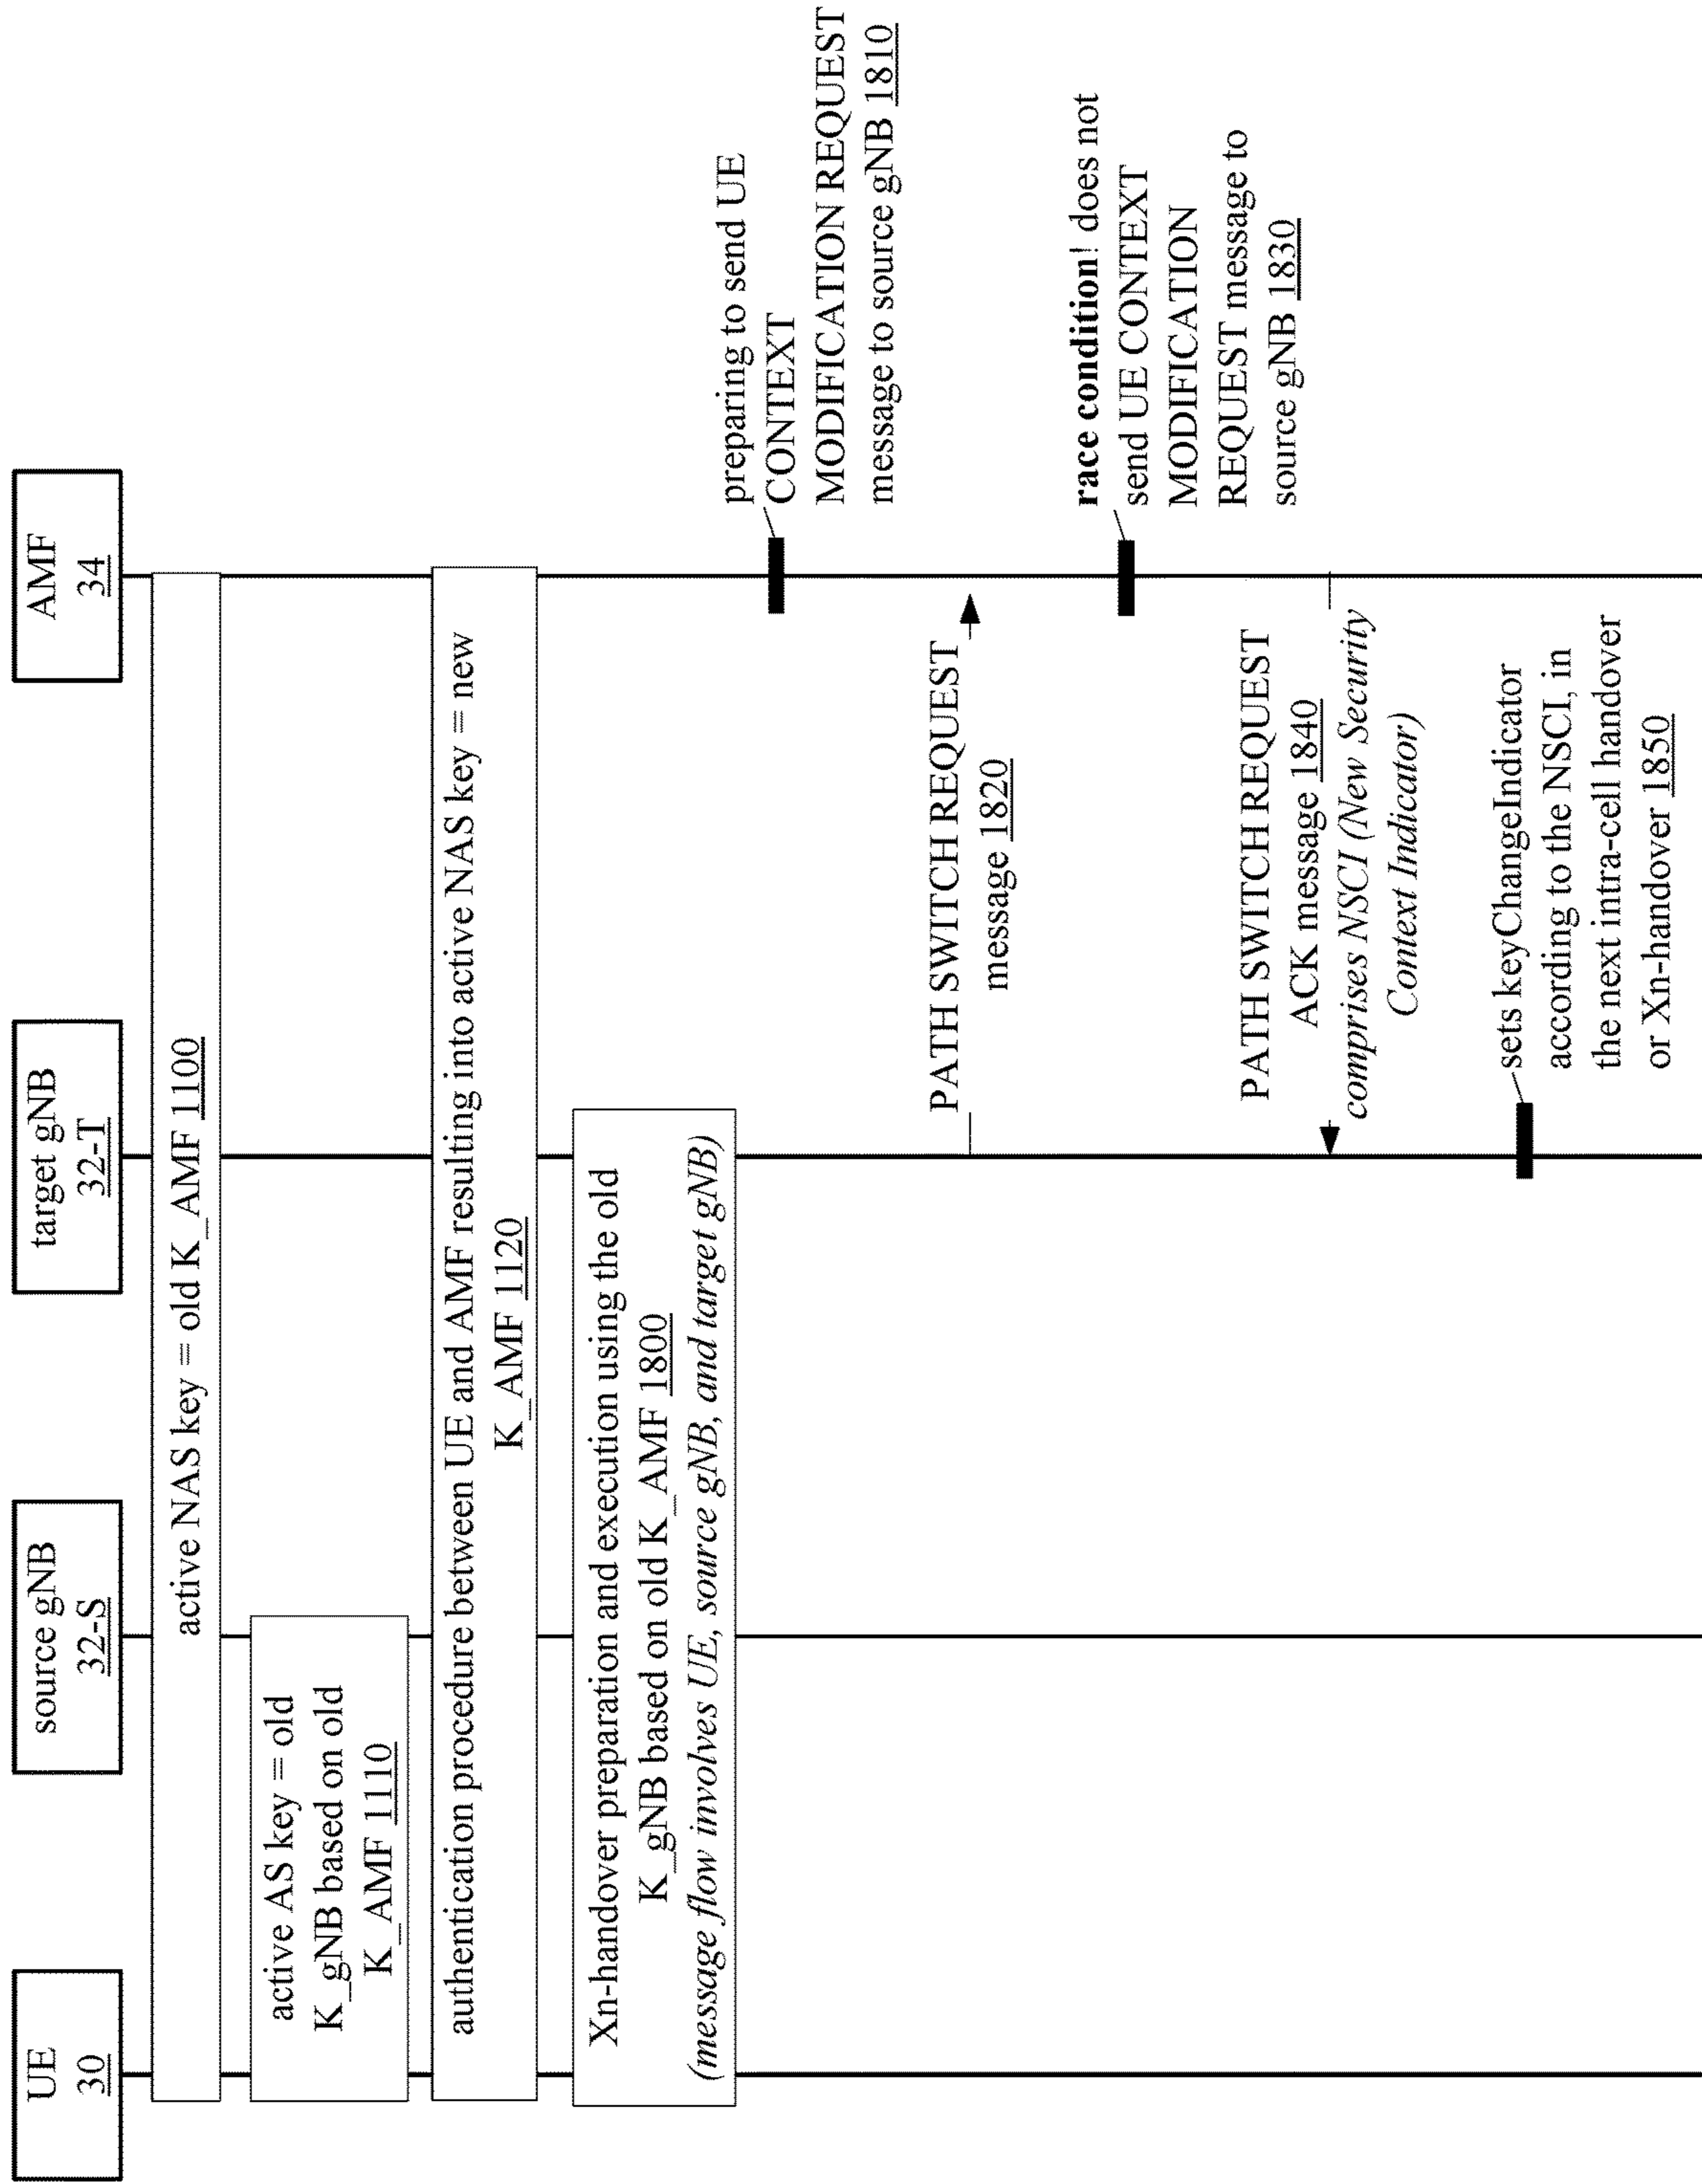 UE
30
source gNB
32-S
target gNB
32-T
AMF
34
active NAS key = old K_AMF 1100
active AS key = old
K_gNB based on old
K_AMF 1110
authentication procedure between UE and AMF resulting into active NAS key = new
K_AMF 1120
Xn-handover preparation and execution using the old
K_gNB based on old K_AMF 1800
(message flow involves UE, source gNB, and target gNB)
preparing to send UE
CONTEXT
MODIFICATION REQUEST
message to source gNB 1810
PATH SWITCH REQUEST
message 1820
race condition! does not
send UE CONTEXT
MODIFICATION
REQUEST message to
source gNB 1830
PATH SWITCH REQUEST
ACK message 1840
comprises NSCI (New Security
Context Indicator)
sets keyChangeIndicator
according to the NSCI, in
the next intra-cell handover
or Xn-handover 1850